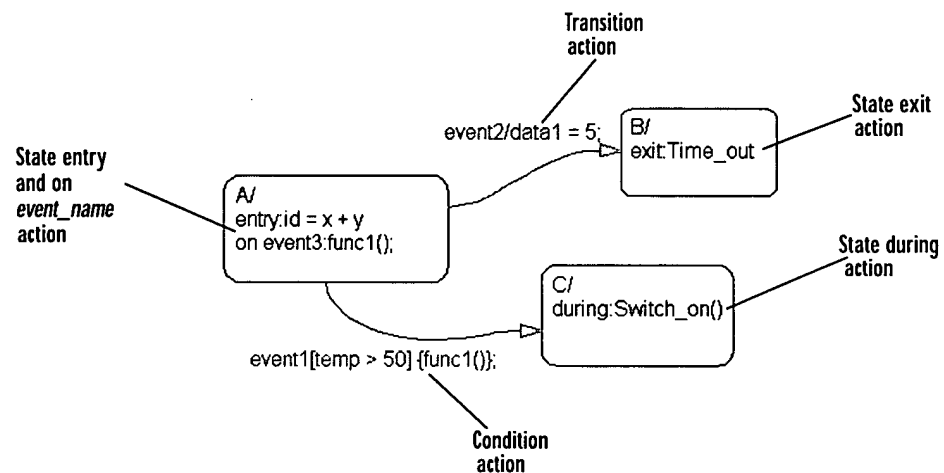 Transition
action
event2/data1 = 5;
B/
exit:Time_out
State exit
action
State entry
and on
event_name
action
A/
entry:id = x + y
on event3:func1();
State during
action
C/
during:Switch_on()
event1[temp > 50] {func1()};
Condition
action